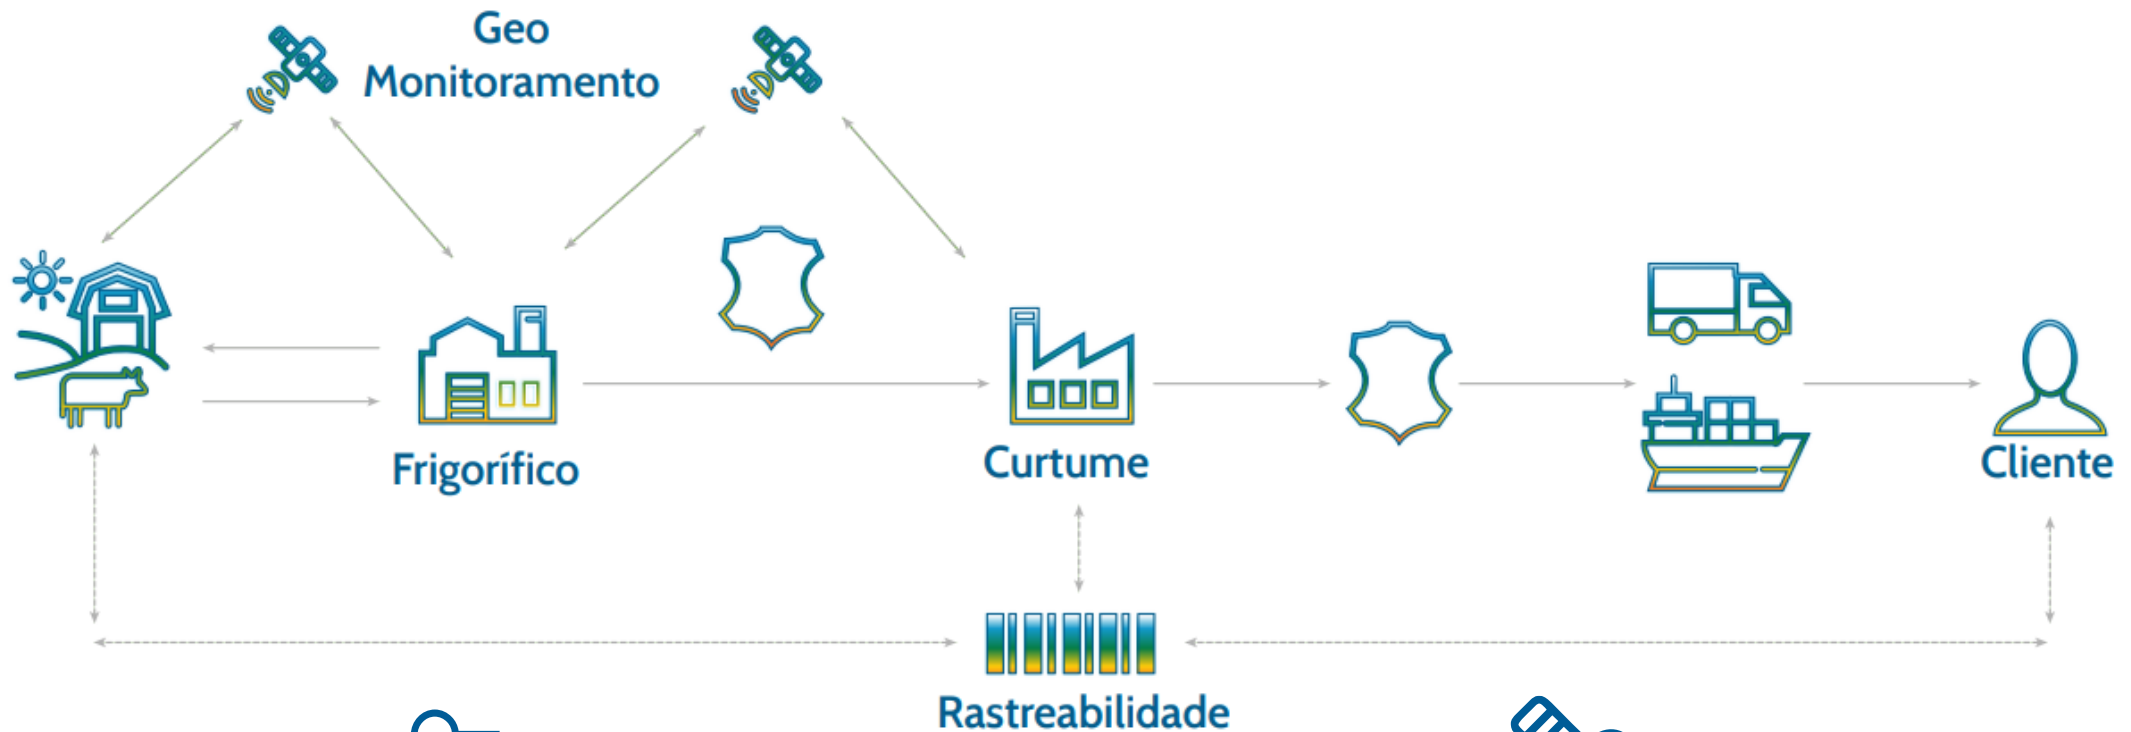 Geo
Monitoramento
Frigorífico
Curtume
Cliente
Rastreabilidade